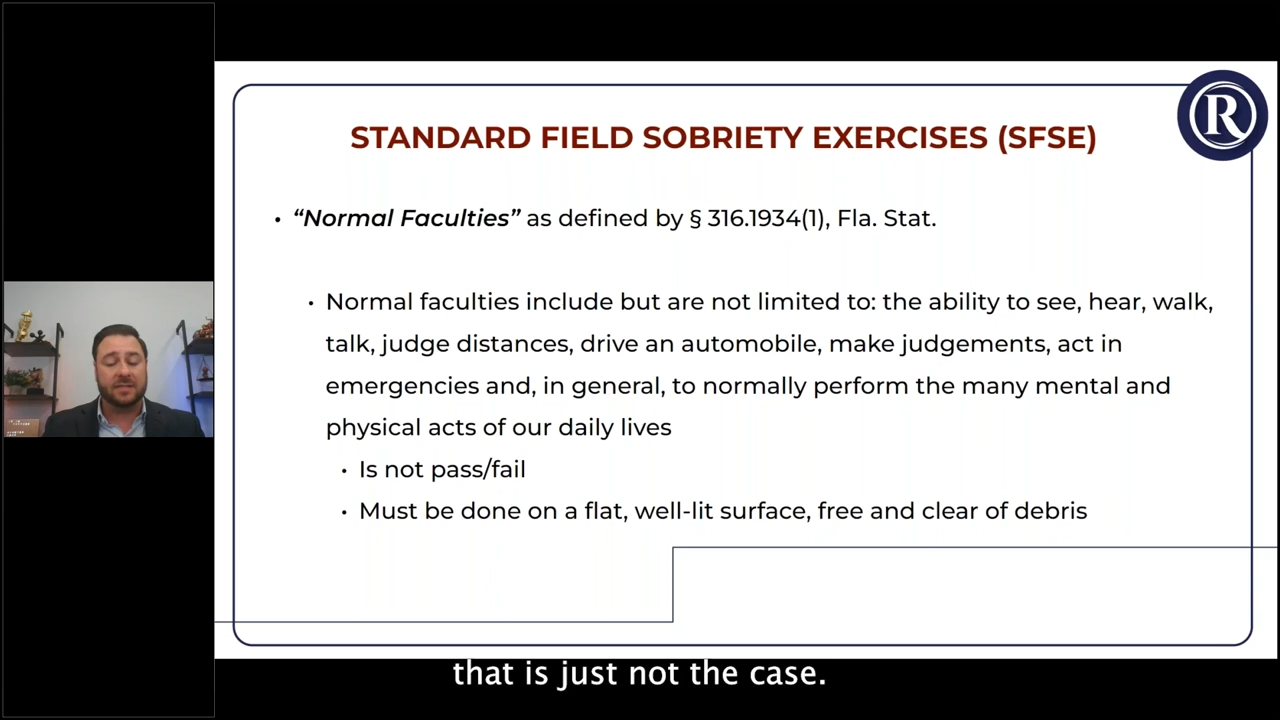 STANDARD FIELD SOBRIETY EXERCISES (SFSE)
R
• “Normal Faculties” as defined by § 316.1934(1), Fla. Stat.
• Normal faculties include but are not limited to: the ability to see, hear, walk,
talk, judge distances, drive an automobile, make judgements, act in
emergencies and, in general, to normally perform the many mental and
physical acts of our daily lives
• Is not pass/fail
• Must be done on a flat, well-lit surface, free and clear of debris
that is just not the case.